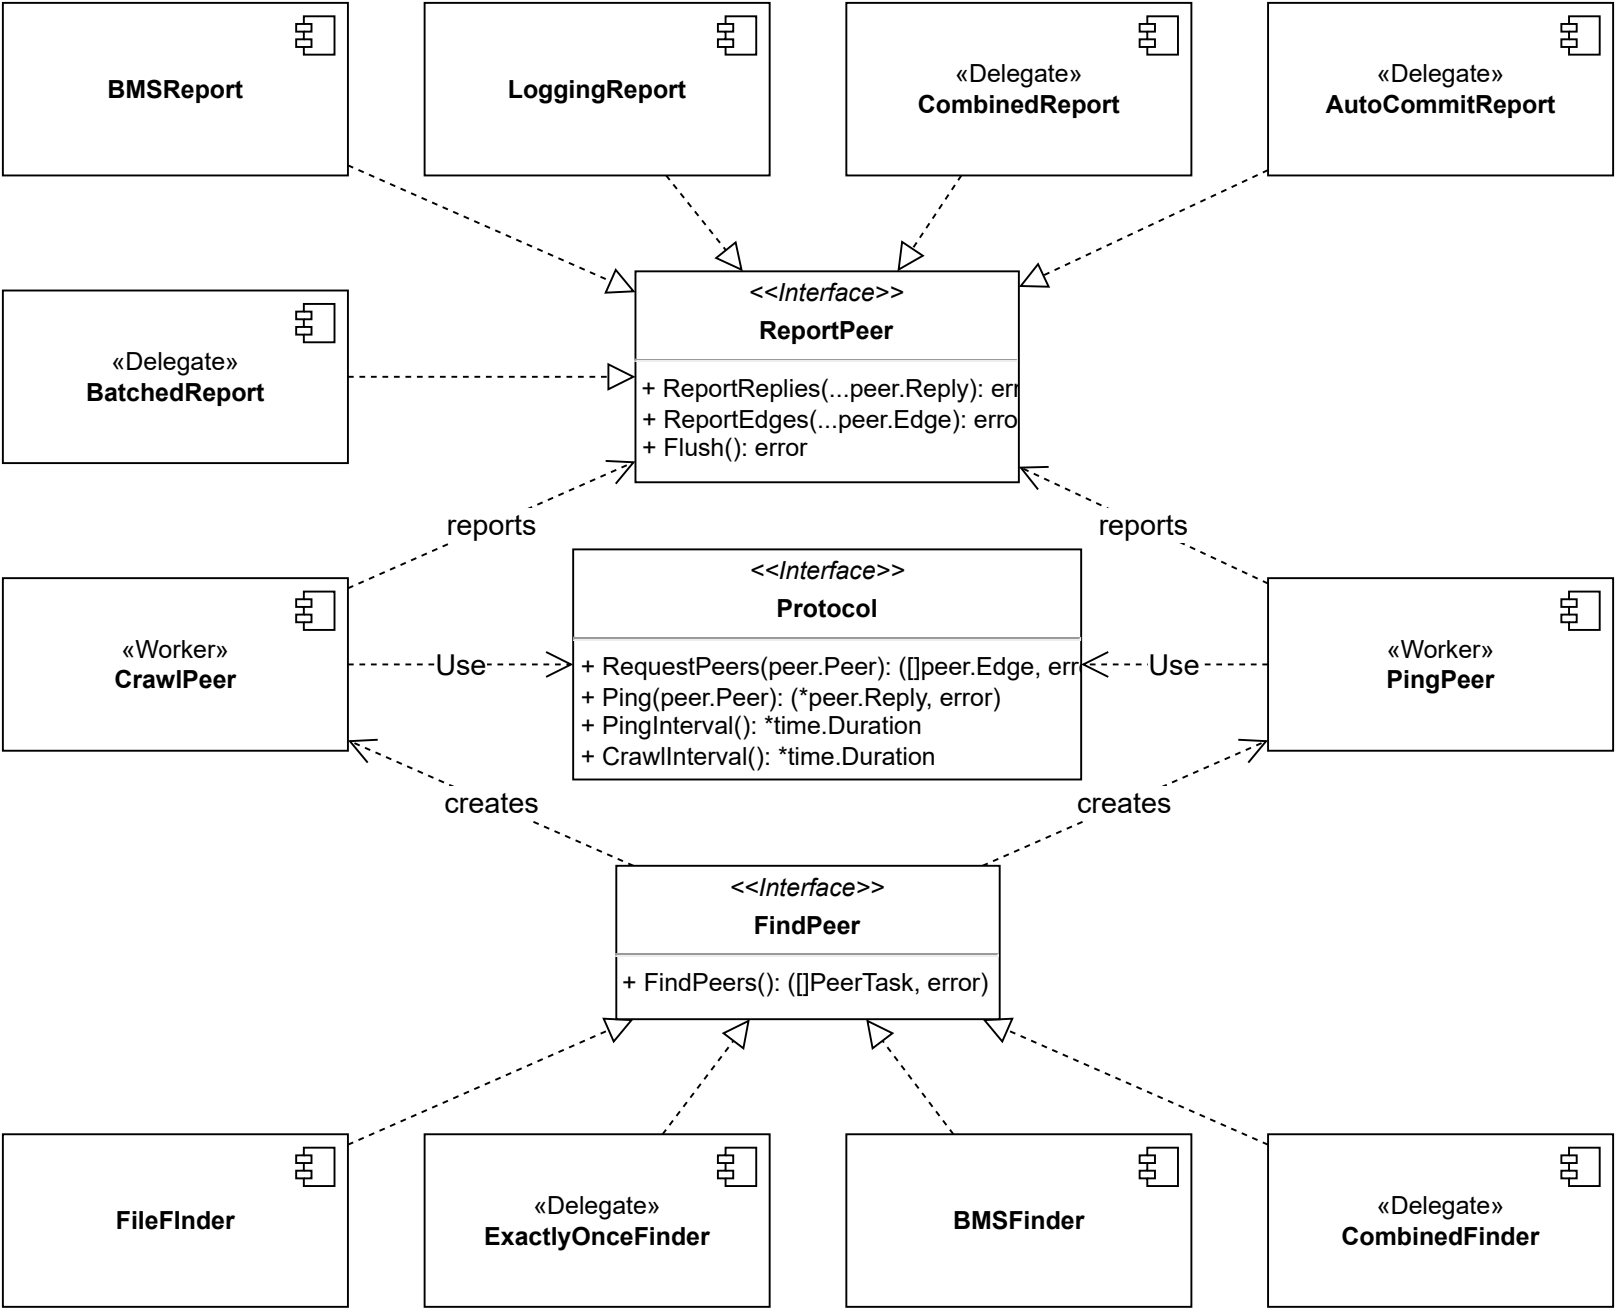 BMSReport
LoggingReport
«Delegate»
CombinedReport
«Delegate»
AutoCommitReport
<<Interface>>
ReportPeer
+ ReportReplies(...peer.Reply): err
+ ReportEdges(...peer.Edge): erro
+ Flush(): error
«Delegate»
BatchedReport
reports
reports
<<Interface>>
Protocol
+ RequestPeers(peer.Peer): ([]peer.Edge, err
+ Ping(peer.Peer): (*peer.Reply, error)
+ PingInterval(): *time.Duration
+ CrawlInterval(): *time.Duration
«Worker»
CrawlPeer
Use
Use
«Worker»
PingPeer
creates
creates
<<Interface>>
FindPeer
+ FindPeers(): ([]PeerTask, error)
FileFInder
«Delegate»
ExactlyOnceFinder
BMSFinder
«Delegate»
CombinedFinder